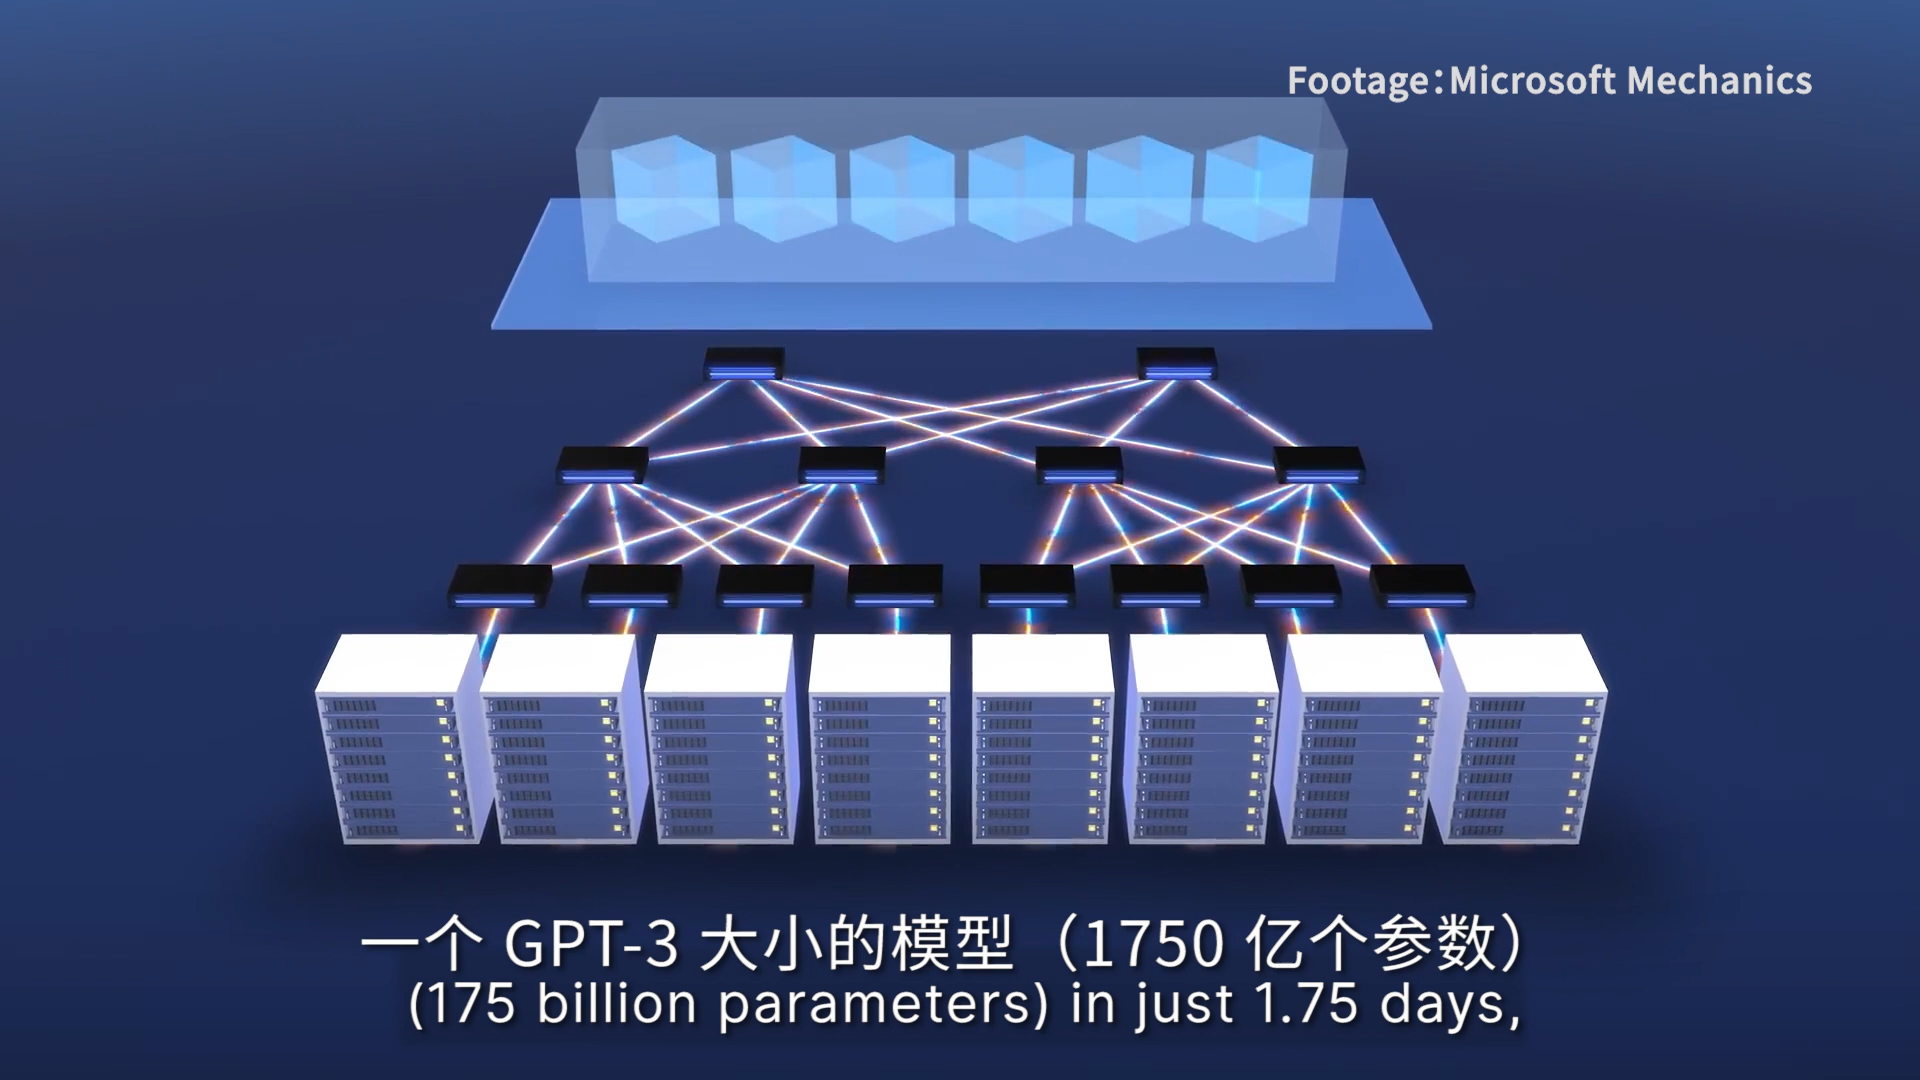 Footage:Microsoft Mechanics
一个 GPT-3 大小的模型（1750 亿个参数）
(175 billion parameters) in just 1.75 days,